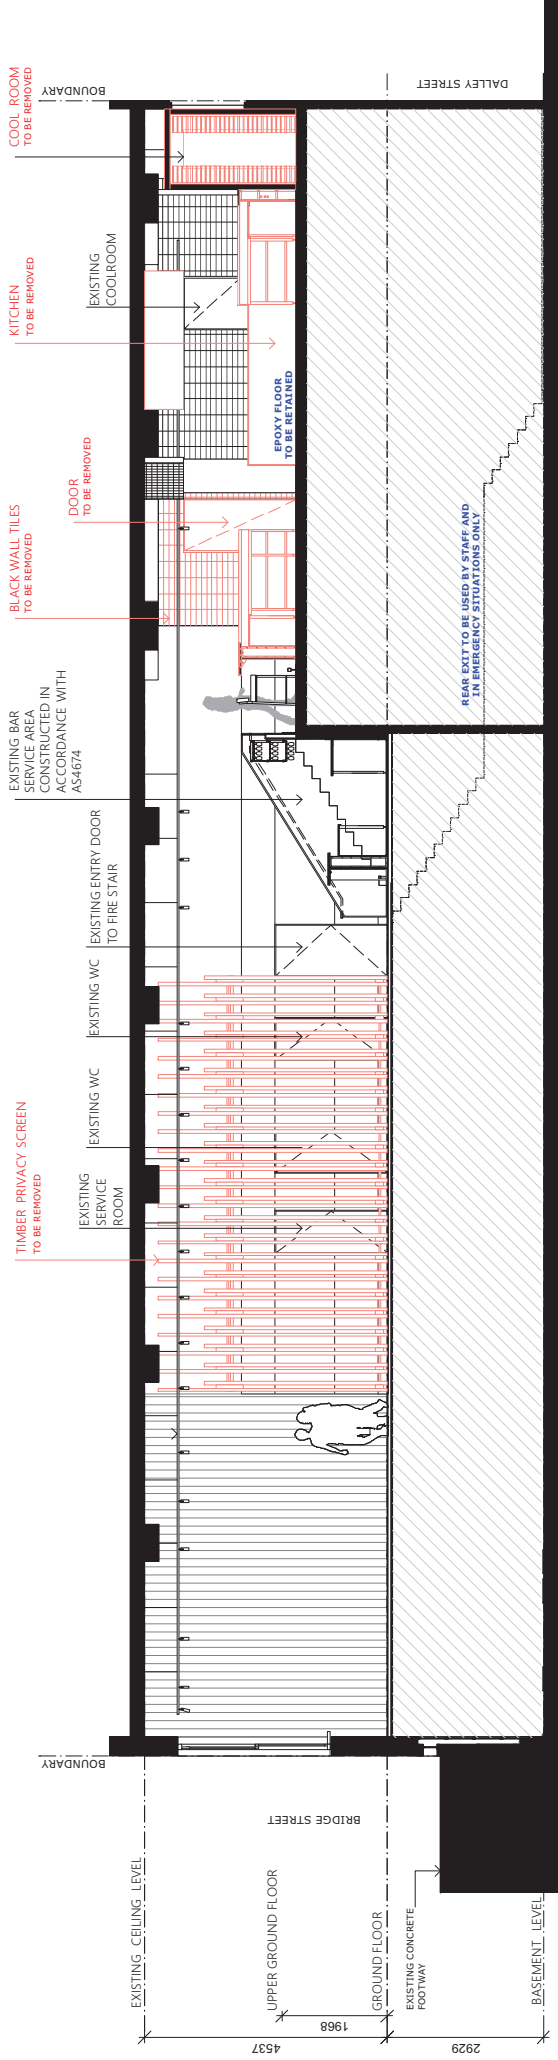 TIMBER PRIVACY SCREEN
TO BE REMOVED
EXISTING BAR
SERVICE AREA
CONSTRUCTED IN
ACCORDANCE WITH
AS4674
BLACK WALL TILES
TO BE REMOVED
DOOR
TO BE REMOVED
KITCHEN
TO BE REMOVED
COOL ROOM
TO BE REMOVED
BOUNDARY
EXISTING
SERVICE
ROOM
EXISTING WC
EXISTING WC
EXISTING ENTRY DOOR
TO FIRE STAIR
EXISTING
COOLROOM
BOUNDARY
EXISTING CEILING LEVEL
BRIDGE STREET
UPPER GROUND FLOOR
GROUND FLOOR
EPOXY FLOOR
TO BE RETAINED
DALLEY STREET
EXISTING CONCRETE
FOOTWAY
REAR EXIT TO BE USED BY STAFF AND
IN EMERGENCY SITUATIONS ONLY
BASEMENT LEVEL
4537
1968
2929